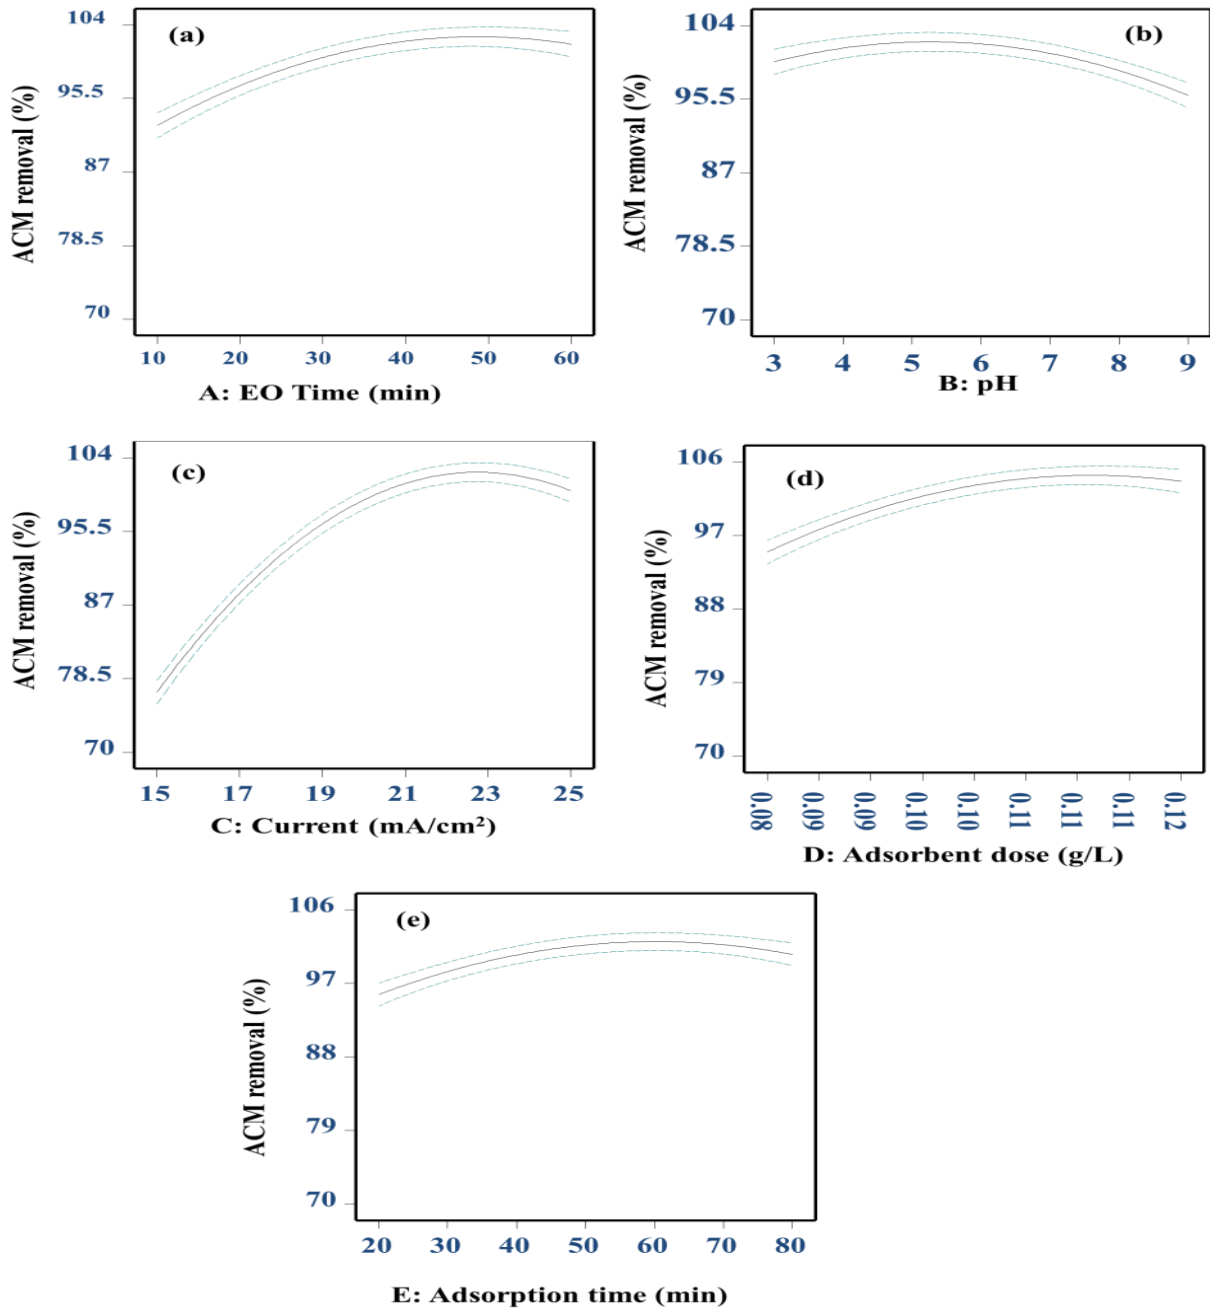 (a)
ACM removal (%)
104
95.5
87
78.5
70
10 20 30 40 50 60
A: EO Time (min)
(b)
ACM removal (%)
104
95.5
87
78.5
70
3 4 5 6 7 8 9
B: pH
(c)
ACM removal (%)
104
95.5
87
78.5
70
15 17 19 21 23 25
C: Current (mA/cm²)
(d)
ACM removal (%)
106
97
88
79
70
0.08 0.09 0.09 0.10 0.10 0.11 0.11 0.11 0.12
D: Adsorbent dose (g/L)
(e)
ACM removal (%)
106
97
88
79
70
20 30 40 50 60 70 80
E: Adsorption time (min)